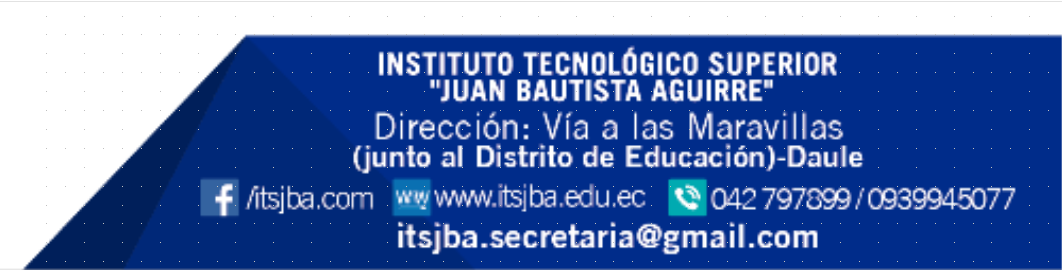 INSTITUTO TECNOLÓGICO SUPERIOR
"JUAN BAUTISTA AGUIRRE"
Dirección: Vía a las Maravillas
(junto al Distrito de Educación)-Daule
f /itsjba.com ww www.itsjba.edu.ec 042 797899 / 0939945077
itsjba.secretaria@gmail.com